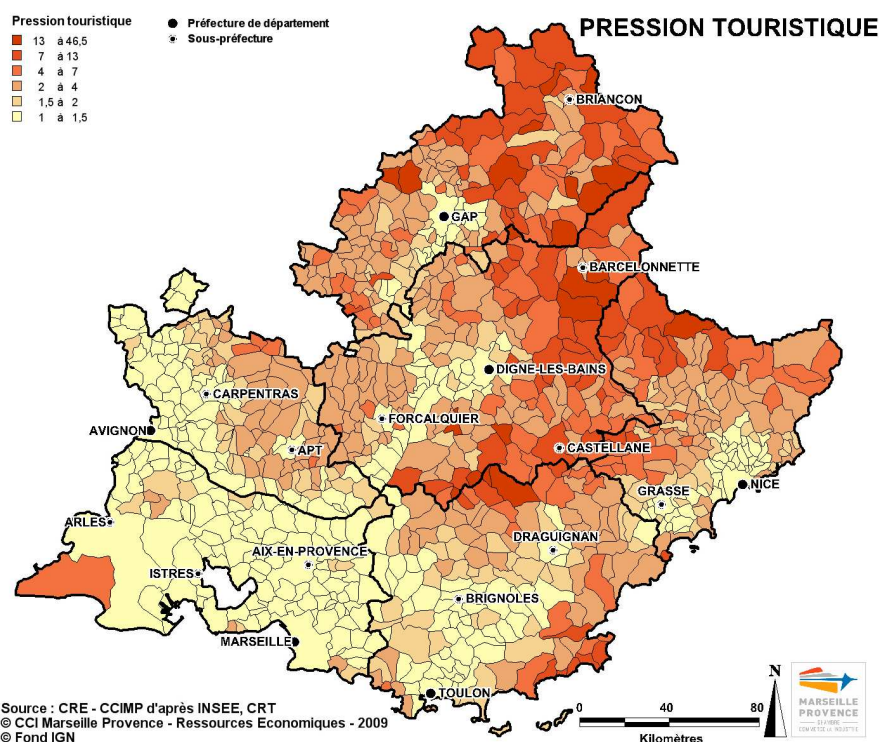 PRESSION TOURISTIQUE
Pression touristique
13 à 46,5
7 à 13
4 à 7
2 à 4
1,5 à 2
1 à 1,5
Préfecture de département
Sous-préfecture
BRIANCON
GAP
BARCELONNETTE
DIGNE-LES-BAINS
CARPENTRAS
FORCALQUIER
AVIGNON
APT
CASTELLANE
NICE
GRASSE
ARLES
DRAGUIGNAN
AIX-EN-PROVENCE
ISTRES
BRIGNOLES
MARSEILLE
TOULON
N
0 40 80
Kilomètres
MARSEILLE
PROVENCE
Source : CRE - CCIMP d'après INSEE, CRT
© CCI Marseille Provence - Ressources Economiques - 2009
© Fond IGN